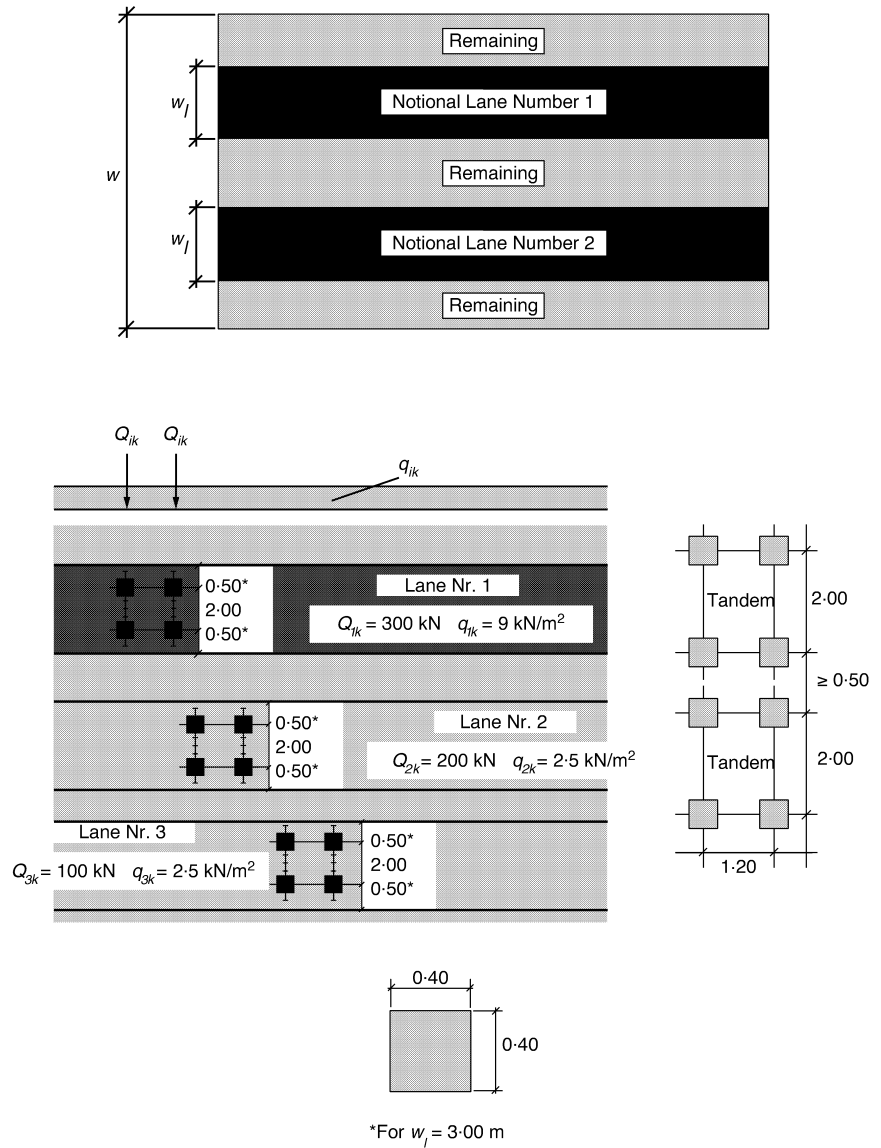 Remaining
w_l
Notional Lane Number 1
w
Remaining
w_l
Notional Lane Number 2
Remaining
Q_ik Q_ik
q_ik
0·50*
2·00
0·50*
Lane Nr. 1
Q_1k = 300 kN q_1k = 9 kN/m²
0·50*
2·00
0·50*
Lane Nr. 2
Q_2k = 200 kN q_2k = 2·5 kN/m²
Lane Nr. 3
Q_3k = 100 kN q_3k = 2·5 kN/m²
0·50*
2·00
0·50*
Tandem
2·00
≥ 0·50
Tandem
2·00
1·20
0·40
0·40
*For w_l = 3·00 m